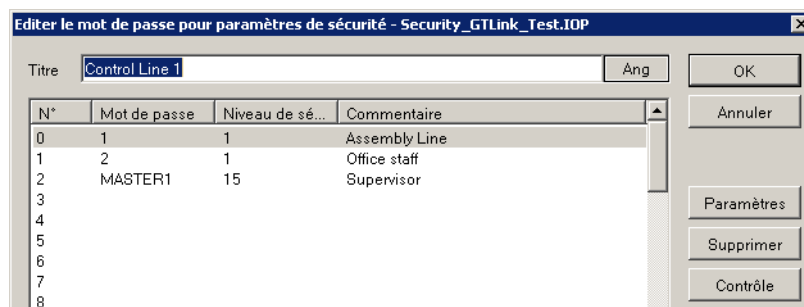 Editer le mot de passe pour paramètres de sécurité - Security_GTLink_Test.IOP
Titre Control Line 1 Ang OK
N° Mot de passe Niveau de sé... Commentaire Annuler
0 1 1 Assembly Line
1 2 1 Office staff
2 MASTER1 15 Supervisor
3 Paramètres
4
5 Supprimer
6
7 Contrôle
8